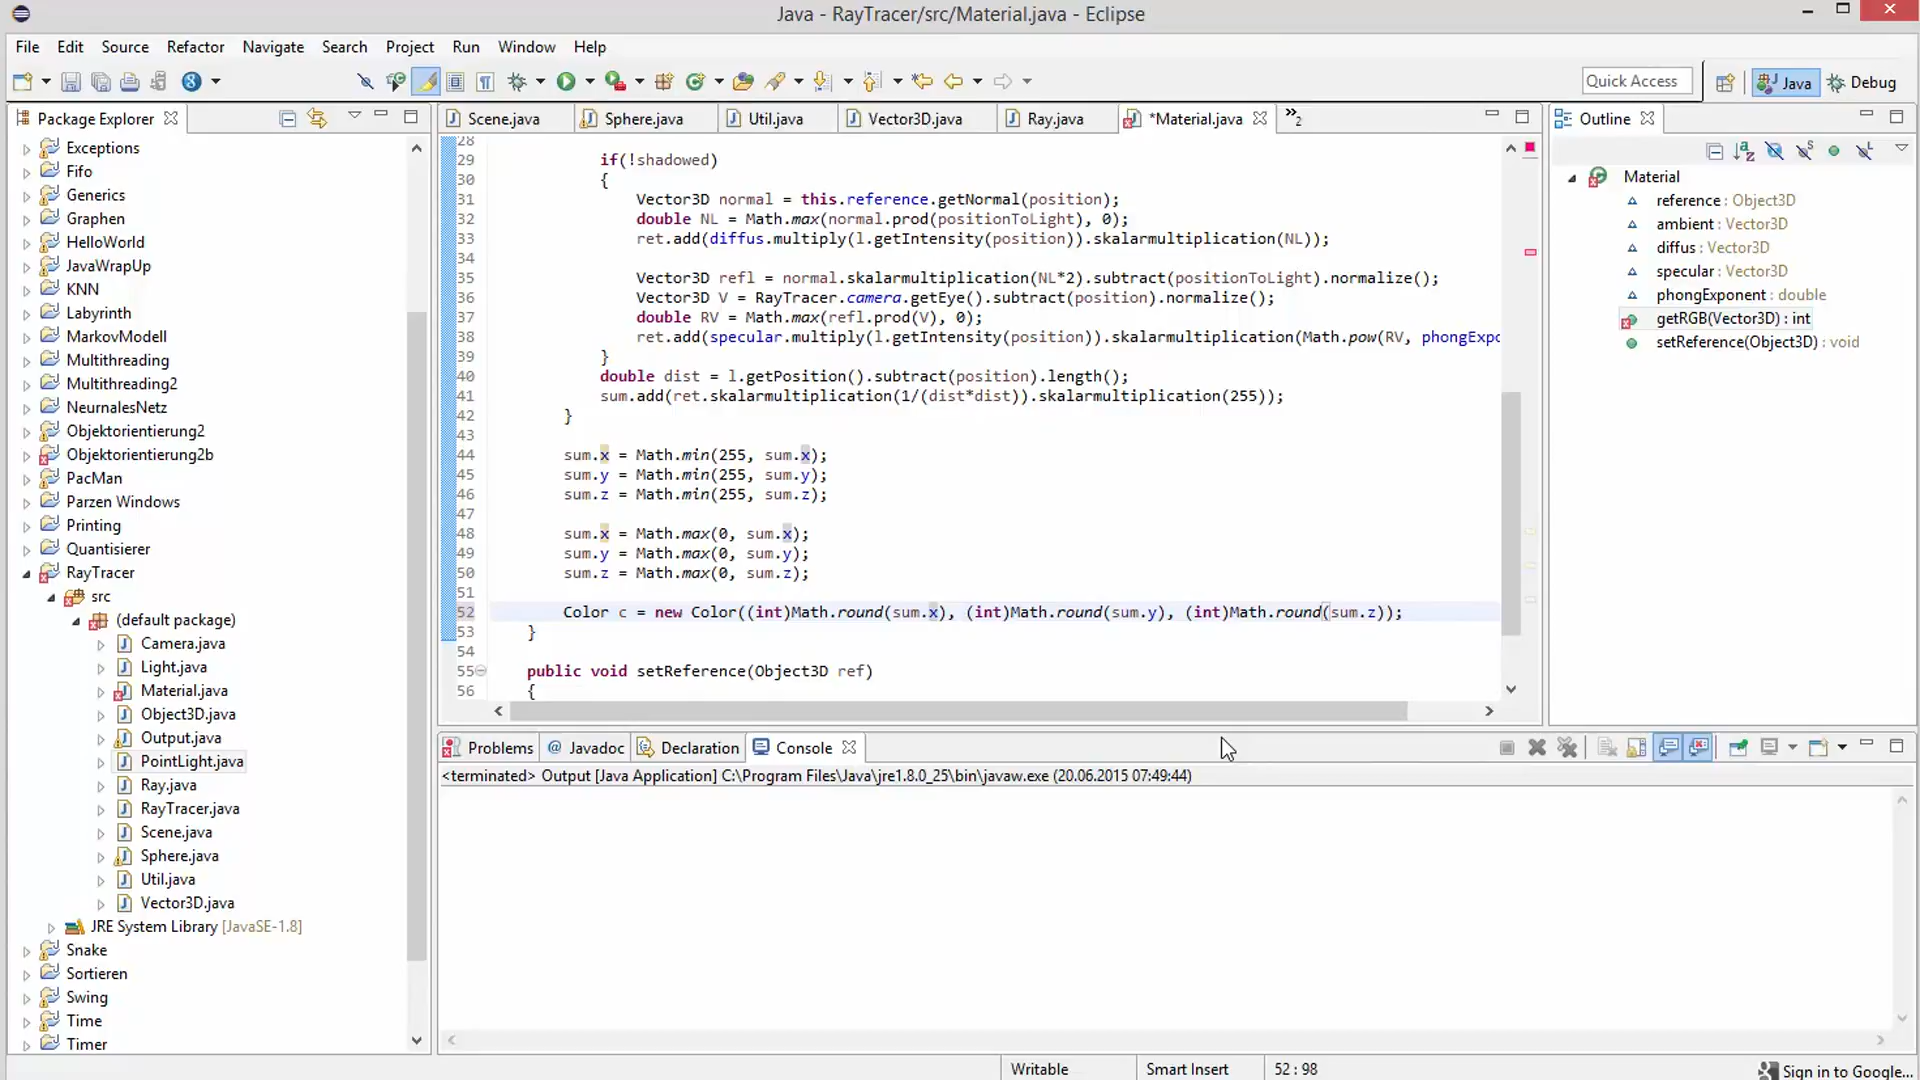 Java - RayTracer/src/Material.java - Eclipse
File Edit Source Refactor Navigate Search Project Run Window Help
Quick Access Java Debug
Package Explorer
Exceptions
Fifo
Generics
Graphen
HelloWorld
JavaWrapUp
KNN
Labyrinth
MarkovModell
Multithreading
Multithreading2
NeurnalesNetz
Objektorientierung2
Objektorientierung2b
PacMan
Parzen Windows
Printing
Quantisierer
RayTracer
src
(default package)
Camera.java
Light.java
Material.java
Object3D.java
Output.java
PointLight.java
Ray.java
RayTracer.java
Scene.java
Sphere.java
Util.java
Vector3D.java
JRE System Library [JavaSE-1.8]
Snake
Sortieren
Swing
Time
Timer
Scene.java Sphere.java Util.java Vector3D.java Ray.java *Material.java »2
28
29 if(!shadowed)
30 {
31 Vector3D normal = this.reference.getNormal(position);
32 double NL = Math.max(normal.prod(positionToLight), 0);
33 ret.add(diffus.multiply(l.getIntensity(position)).skalarmultiplication(NL));
34
35 Vector3D refl = normal.skalarmultiplication(NL*2).subtract(positionToLight).normalize();
36 Vector3D V = RayTracer.camera.getEye().subtract(position).normalize();
37 double RV = Math.max(refl.prod(V), 0);
38 ret.add(specular.multiply(l.getIntensity(position)).skalarmultiplication(Math.pow(RV, phongExpo
39 }
40 double dist = l.getPosition().subtract(position).length();
41 sum.add(ret.skalarmultiplication(1/(dist*dist)).skalarmultiplication(255));
42 }
43
44 sum.x = Math.min(255, sum.x);
45 sum.y = Math.min(255, sum.y);
46 sum.z = Math.min(255, sum.z);
47
48 sum.x = Math.max(0, sum.x);
49 sum.y = Math.max(0, sum.y);
50 sum.z = Math.max(0, sum.z);
51
52 Color c = new Color((int)Math.round(sum.x), (int)Math.round(sum.y), (int)Math.round(sum.z));
53 }
54
55 public void setReference(Object3D ref)
56 {
Outline
Material
reference : Object3D
ambient : Vector3D
diffus : Vector3D
specular : Vector3D
phongExponent : double
getRGB(Vector3D) : int
setReference(Object3D) : void
Problems @ Javadoc Declaration Console
<terminated> Output [Java Application] C:\Program Files\Java\jre1.8.0_25\bin\javaw.exe (20.06.2015 07:49:44)
Writable Smart Insert 52 : 98 Sign in to Google...